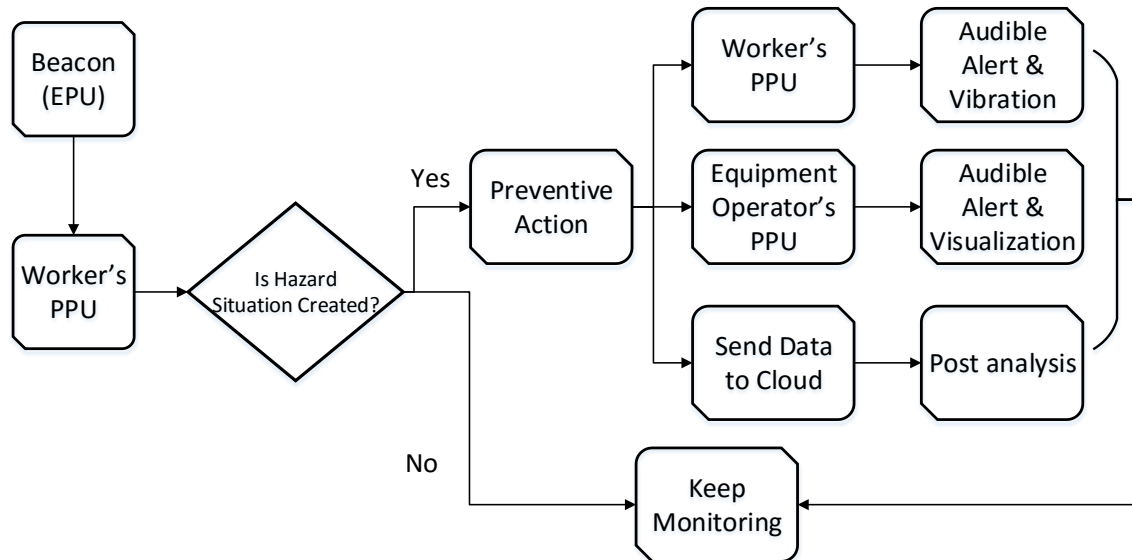 Beacon
(EPU)
Worker's
PPU
Is Hazard
Situation Created?
Yes
Preventive
Action
Worker's
PPU
Audible
Alert &
Vibration
Equipment
Operator's
PPU
Audible
Alert &
Visualization
Send Data
to Cloud
Post analysis
No
Keep
Monitoring